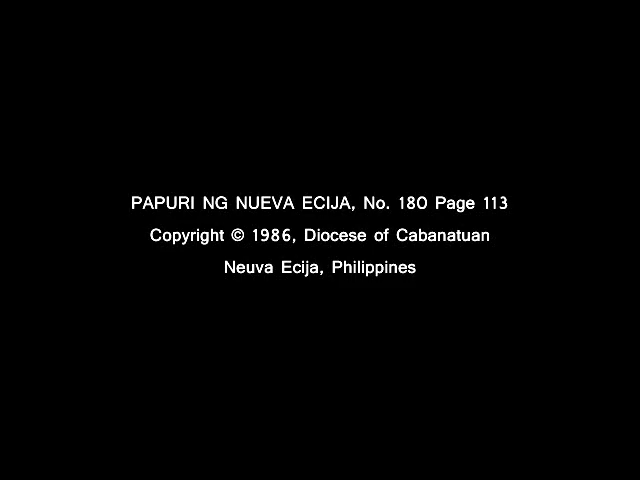 PAPURI NG NUEVA ECIJA, No. 180 Page 113
Copyright © 1986, Diocese of Cabanatuan
Neuva Ecija, Philippines